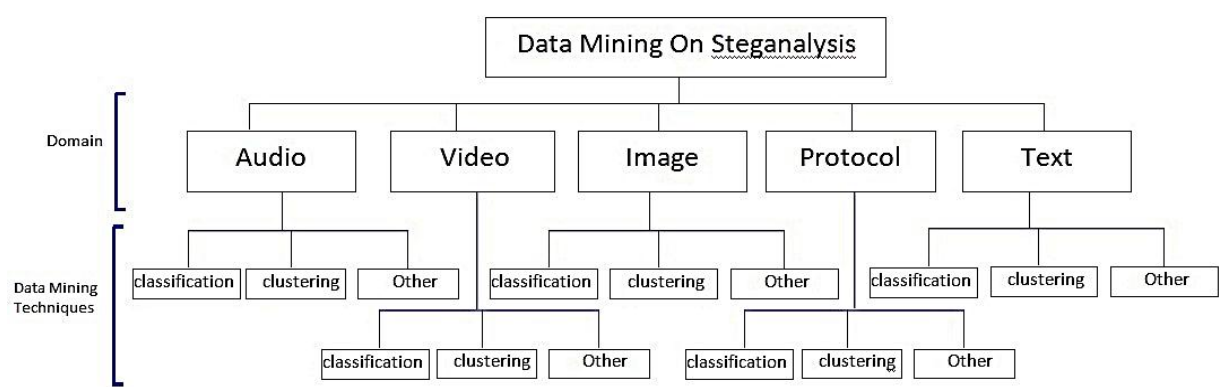 Data Mining On Steganalysis
Domain
Audio
Video
Image
Protocol
Text
Data Mining
Techniques
classification
clustering
Other
classification
clustering
Other
classification
clustering
Other
classification
clustering
Other
classification
clustering
Other